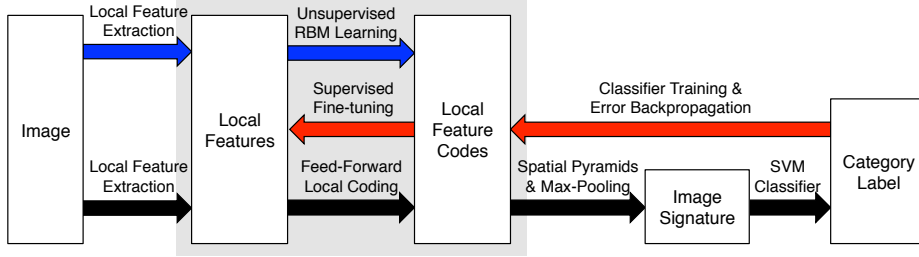 Local Feature
Extraction
Unsupervised
RBM Learning
Supervised
Fine-tuning
Classifier Training &
Error Backpropagation
Image
Local
Features
Local
Feature
Codes
Category
Label
Local Feature
Extraction
Feed-Forward
Local Coding
Spatial Pyramids
& Max-Pooling
Image
Signature
SVM
Classifier